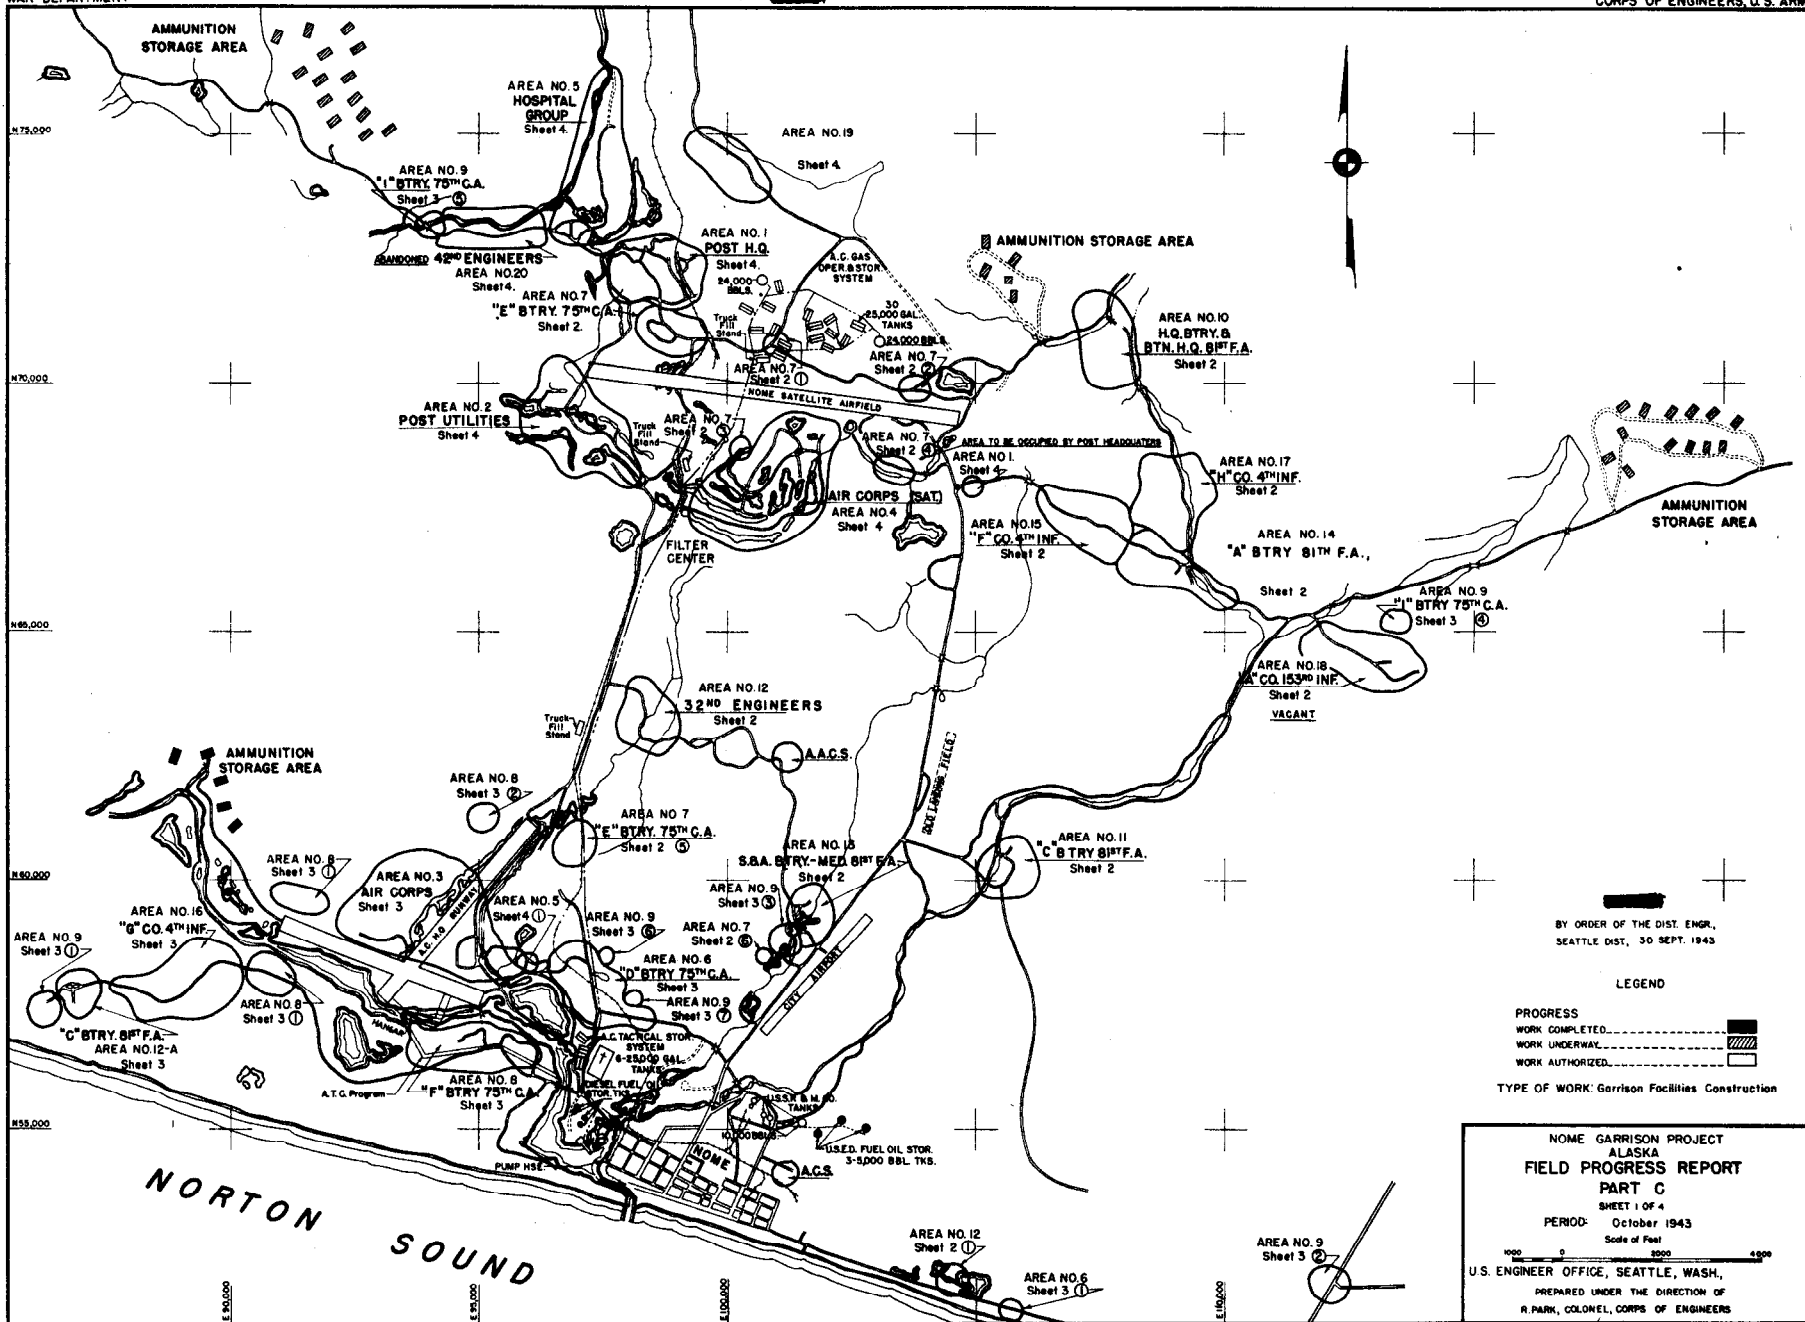 WAR DEPARTMENT
CORPS OF ENGINEERS, U.S. ARM
AMMUNITION
STORAGE AREA
AREA NO. 5
HOSPITAL
GROUP
Sheet 4.
AREA NO. 19
Sheet 4.
N 75,000
AREA NO. 9
"I" BTRY. 75TH C.A.
Sheet 3 ⑤
ABANDONED 42ND ENGINEERS
AREA NO. 20
Sheet 4.
AREA NO. 1
POST H.Q.
Sheet 4.
24,000
BBLS.
A.C. GAS
OPER. & STOR.
SYSTEM
AMMUNITION STORAGE AREA
AREA NO. 7
"E" BTRY. 75TH C.A.
Sheet 2.
Truck
Fill
Stand
30
25,000 GAL.
TANKS
24,000 BBLS.
AREA NO. 10
H.Q. BTRY. &
BTN. H.Q. 81ST F.A.
Sheet 2
AREA NO. 7
Sheet 2 ②
AREA NO. 7
Sheet 2 ①
N 70,000
NOME SATELLITE AIRFIELD
AREA NO. 2
POST UTILITIES
Sheet 4
Truck
Fill
Stand
AREA NO. 7
Sheet 2 ③
AREA NO. 7
Sheet 2 ④
AREA TO BE OCCUPIED BY POST HEADQUATERS
AREA NO 1.
Sheet 4
AREA NO. 17
"H" CO. 4TH INF.
Sheet 2
AIR CORPS (SAT.)
AREA NO. 4
Sheet 4
AREA NO. 15
"F" CO. 4TH INF.
Sheet 2
AMMUNITION
STORAGE AREA
FILTER
CENTER
AREA NO. 14
"A" BTRY 81TH F.A.,
Sheet 2
AREA NO. 9
"I" BTRY 75TH C.A.
Sheet 3 ④
N 65,000
AREA NO. 18
"A" CO. 153RD INF.
Sheet 2
VACANT
AREA NO. 12
32ND ENGINEERS
Sheet 2
Truck
Fill
Stand
A.A.C.S.
AMMUNITION
STORAGE AREA
AREA NO. 8
Sheet 3 ②
AREA NO 7
"E" BTRY. 75TH C.A.
Sheet 2 ⑤
AREA NO. 13
S.&A. BTRY.-MED. 81ST F.A.
Sheet 2
AREA NO. 11
"C" BTRY 81ST F.A.
Sheet 2
AREA NO. 8
Sheet 3 ①
AREA NO. 3
AIR CORPS
Sheet 3
RUNWAY
A.C. H.Q
N 60,000
AREA NO. 5
Sheet 4 ①
AREA NO. 9
Sheet 3 ⑥
AREA NO. 9
Sheet 3 ③
AREA NO. 7
Sheet 2 ⑥
AREA NO. 16
"G" CO. 4TH INF.
Sheet 3
AREA NO. 9
Sheet 3 ①
AREA NO. 6
"D" BTRY 75TH C.A.
Sheet 3
AREA NO. 9
Sheet 3 ⑦
CITY AIRPORT
AREA NO. 8
Sheet 3 ①
HANGAR
"C" BTRY. 81ST F.A.
AREA NO. 12-A
Sheet 3
A.C. TACTICAL STOR.
SYSTEM
6-25,000 GAL.
TANKS
DIESEL FUEL OIL
STOR. TKS.
A.T.C. Program
AREA NO. 8
"F" BTRY 75TH C.A.
Sheet 3
N 55,000
TANKS
10,000 BBLS.
U.S.E.D. FUEL OIL STOR.
3-5,000 BBL. TKS.
PUMP HSE.
NOME
A.C.S.
NORTON SOUND
AREA NO. 12
Sheet 2 ①
AREA NO. 6
Sheet 3 ①
AREA NO. 9
Sheet 3 ②
E 90,000
E 95,000
E 100,000
E 110,000
BY ORDER OF THE DIST. ENGR.,
SEATTLE DIST, 30 SEPT. 1943
LEGEND
PROGRESS
WORK COMPLETED
WORK UNDERWAY
WORK AUTHORIZED
TYPE OF WORK: Garrison Facilities Construction
NOME GARRISON PROJECT
ALASKA
FIELD PROGRESS REPORT
PART C
SHEET 1 OF 4
PERIOD: October 1943
Scale of Feet
1000 0 2000 4000
U.S. ENGINEER OFFICE, SEATTLE, WASH.,
PREPARED UNDER THE DIRECTION OF
R. PARK, COLONEL, CORPS OF ENGINEERS